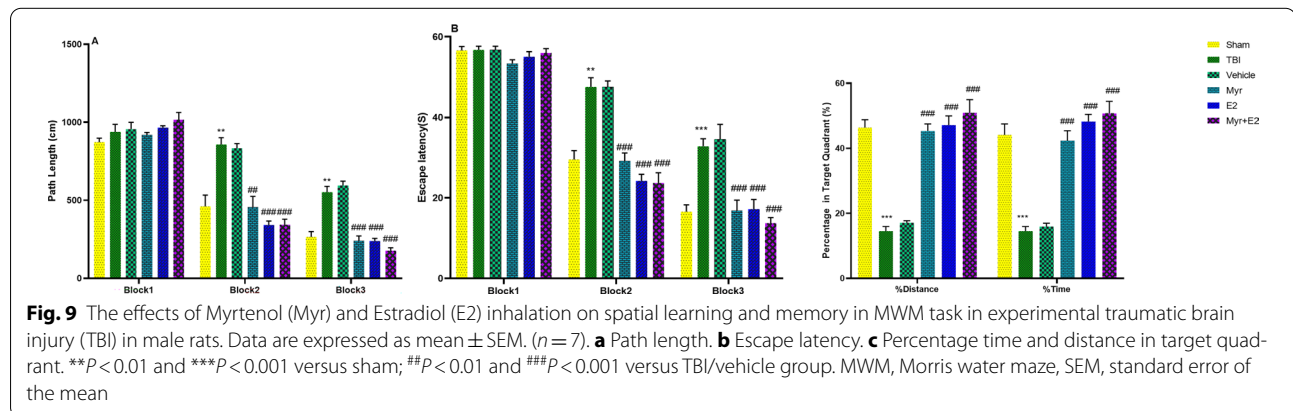 A
Path Length (cm)
1500
1000
500
0
** ## ### ###
** ### ### ###
Block1 Block2 Block3
B
Escape latency(S)
60
40
20
0
** ### ### ###
*** ### ### ###
Block1 Block2 Block3
Percentage in Target Quadrant (%)
60
40
20
0
*** ### ### ###
*** ### ### ###
%Distance %Time
Sham
TBI
Vehicle
Myr
E2
Myr+E2
Fig. 9 The effects of Myrtenol (Myr) and Estradiol (E2) inhalation on spatial learning and memory in MWM task in experimental traumatic brain
injury (TBI) in male rats. Data are expressed as mean ± SEM. (n = 7). a Path length. b Escape latency. c Percentage time and distance in target quad-
rant. **P < 0.01 and ***P < 0.001 versus sham; ##P < 0.01 and ###P < 0.001 versus TBI/vehicle group. MWM, Morris water maze, SEM, standard error of
the mean